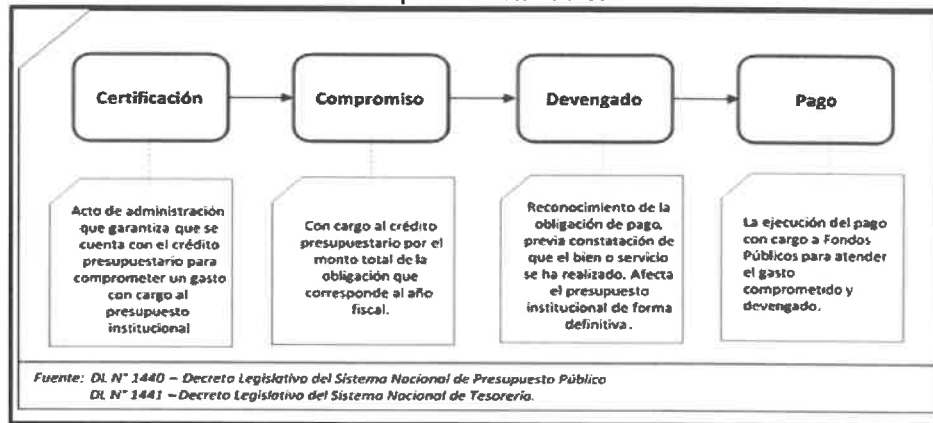 Certificación
Compromiso
Devengado
Pago
Acto de administración
que garantiza que se
cuenta con el crédito
presupuestario para
comprometer un gasto
con cargo al
presupuesto
institucional
Con cargo al crédito
presupuestario por el
monto total de la
obligación que
corresponde al año
fiscal.
Reconocimiento de la
obligación de pago,
previa constatación de
que el bien o servicio
se ha realizado. Afecta
el presupuesto
institucional de forma
definitiva.
La ejecución del pago
con cargo a Fondos
Públicos para atender
el gasto
comprometido y
devengado.
Fuente: DL N° 1440 – Decreto Legislativo del Sistema Nacional de Presupuesto Público
DL N° 1441 – Decreto Legislativo del Sistema Nacional de Tesorería.